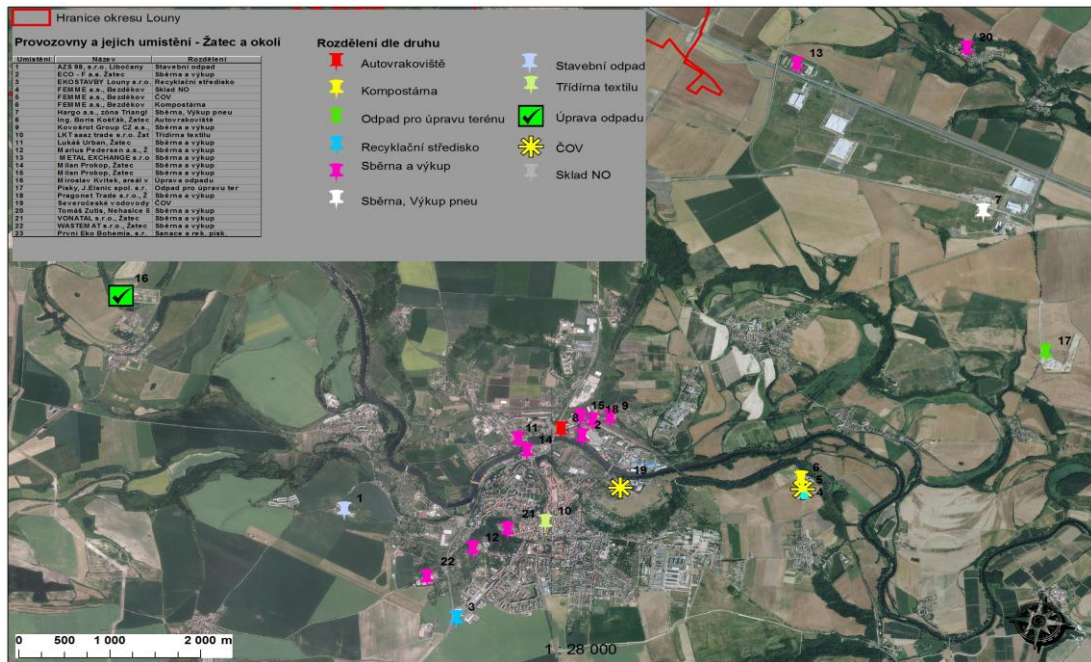 Hranice okresu Louny
Provozovny a jejich umistění - Žatec a okolí
Umístění Název Rozdělení
1 AZS 98, s.r.o, Libočany Stavební odpad
2 ECO - F a.s. Žatec Sběrna a výkup
3 EKOSTAVBY Louny s.r.o. Recyklační středisko
4 FEMME a.s., Bezděkov Sklad NO
5 FEMME a.s., Bezděkov ČOV
6 FEMME a.s., Bezděkov Kompostárna
7 Hargo a.s., zóna Triangl Sběrna, Výkup pneu
8 Ing. Boris Košťák, Žatec Autovrakoviště
9 Kovošrot Group CZ a.s., Sběrna a výkup
10 LKT saaz trade s.r.o. Žat Třídírna textilu
11 Lukáš Urban, Žatec Sběrna a výkup
12 Marius Pedersen a.s., Ž Sběrna a výkup
13 METAL EXCHANGE s.r.o Sběrna a výkup
14 Milan Prokop, Žatec Sběrna a výkup
15 Milan Prokop, Žatec Sběrna a výkup
16 Miroslav Kvítek, areál v Úprava odpadu
17 Písky, J.Elsnic spol. s r. Odpad pro úpravu ter
18 Pragonet Trade s.r.o., Ž Sběrna a výkup
19 Severočeské vodovody ČOV
20 Tomáš Zutis, Nehasice 5 Sběrna a výkup
21 VONATAL s.r.o., Žatec Sběrna a výkup
22 WASTEMAT s.r.o., Žatec Sběrna a výkup
23 První Eko Bohemia, s.r. Sanace a rek. písk.
Rozdělení dle druhu
Autovrakoviště
Kompostárna
Odpad pro úpravu terénu
Recyklační středisko
Sběrna a výkup
Sběrna, Výkup pneu
Stavební odpad
Třídírna textilu
Úprava odpadu
ČOV
Sklad NO
20
13
7
16
17
15 9
8 18
2
11
14
19
6
5
4
1
21 10
12
22
3
0 500 1 000 2 000 m
1 : 28 000